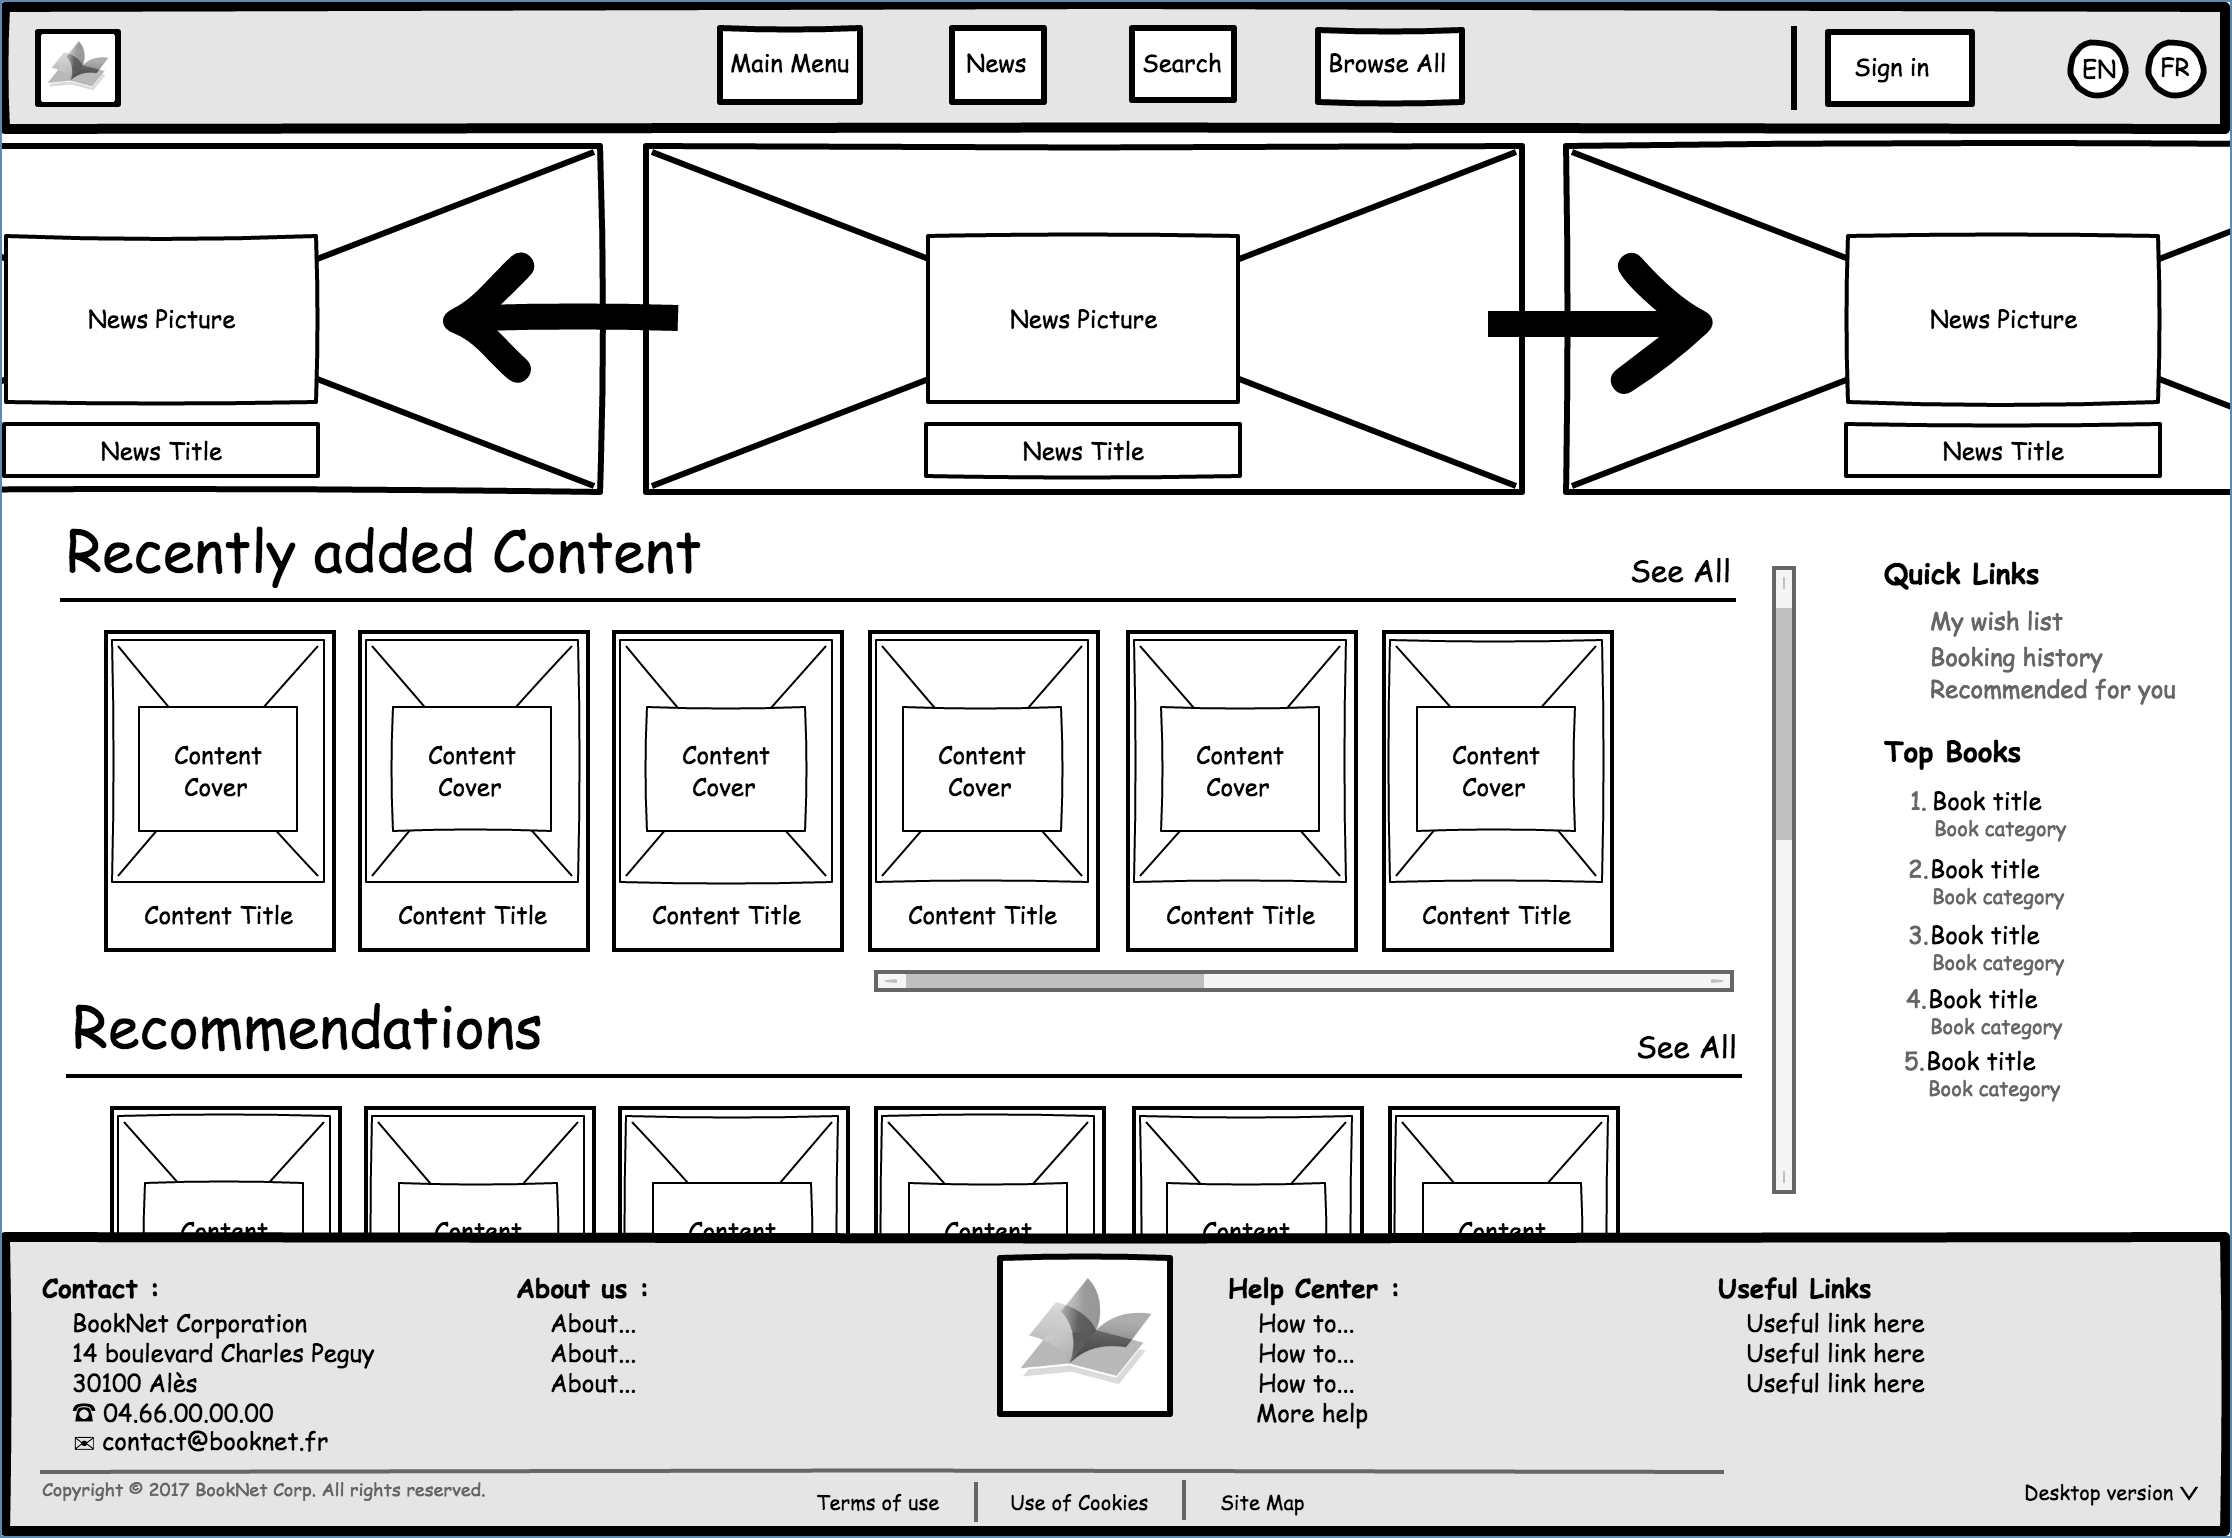 Main Menu
News
Search
Browse All
Sign in
EN
FR
News Picture
News Title
News Picture
News Title
News Picture
News Title
Recently added Content
See All
Content
Cover
Content Title
Content
Cover
Content Title
Content
Cover
Content Title
Content
Cover
Content Title
Content
Cover
Content Title
Content
Cover
Content Title
Recommendations
See All
Content
Content
Content
Content
Content
Content
Quick Links
My wish list
Booking history
Recommended for you
Top Books
1. Book title
Book category
2. Book title
Book category
3. Book title
Book category
4. Book title
Book category
5. Book title
Book category
Contact :
BookNet Corporation
14 boulevard Charles Peguy
30100 Alès
☎ 04.66.00.00.00
✉ contact@booknet.fr
About us :
About...
About...
About...
Help Center :
How to...
How to...
How to...
More help
Useful Links
Useful link here
Useful link here
Useful link here
Copyright © 2017 BookNet Corp. All rights reserved.
Terms of use
Use of Cookies
Site Map
Desktop version V